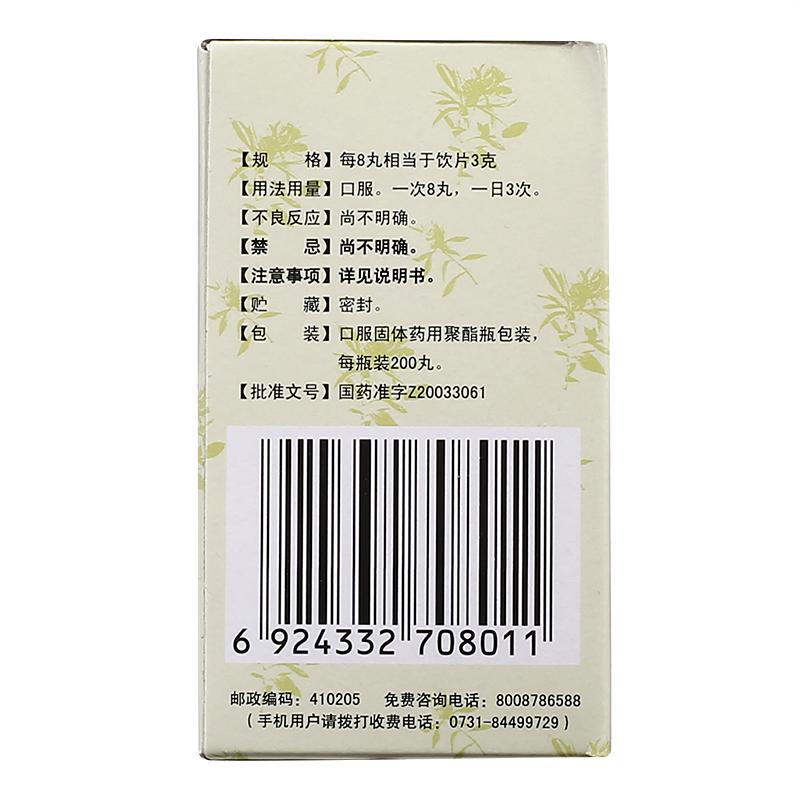 【规　　格】每8丸相当于饮片3克
【用法用量】口服。一次8丸，一日3次。
【不良反应】尚不明确。
【禁　　忌】尚不明确。
【注意事项】详见说明书。
【贮　　藏】密封。
【包　　装】口服固体药用聚酯瓶包装，
每瓶装200丸。
【批准文号】国药准字Z20033061
6 924332 708011
邮政编码：410205　免费咨询电话：8008786588
（手机用户请拨打收费电话：0731-84499729）